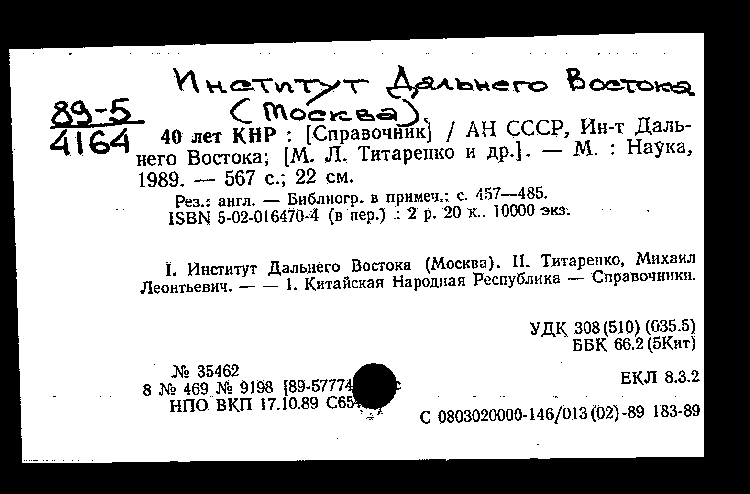 Институт Дальнего Востока
89-5 (Москва).
4164 40 лет КНР : [Справочник] / АН СССР, Ин-т Даль-
него Востока; [М. Л. Титаренко и др.]. — М. : Наука,
1989. — 567 с.; 22 см.
Рез.: англ. — Библиогр. в примеч.: с. 457—485.
ISBN 5-02-016470-4 (в пер.) : 2 р. 20 к.. 10000 экз.
I. Институт Дальнего Востока (Москва). II. Титаренко, Михаил
Леонтьевич. — — 1. Китайская Народная Республика — Справочники.
УДК 308(510) (035.5)
ББК 66.2(5Кит)
№ 35462
8 № 469 № 9198 [89-57774 с
ЕКЛ 8.3.2
НПО ВКП 17.10.89 С65
С 0803020000-146/013(02)-89 183-89